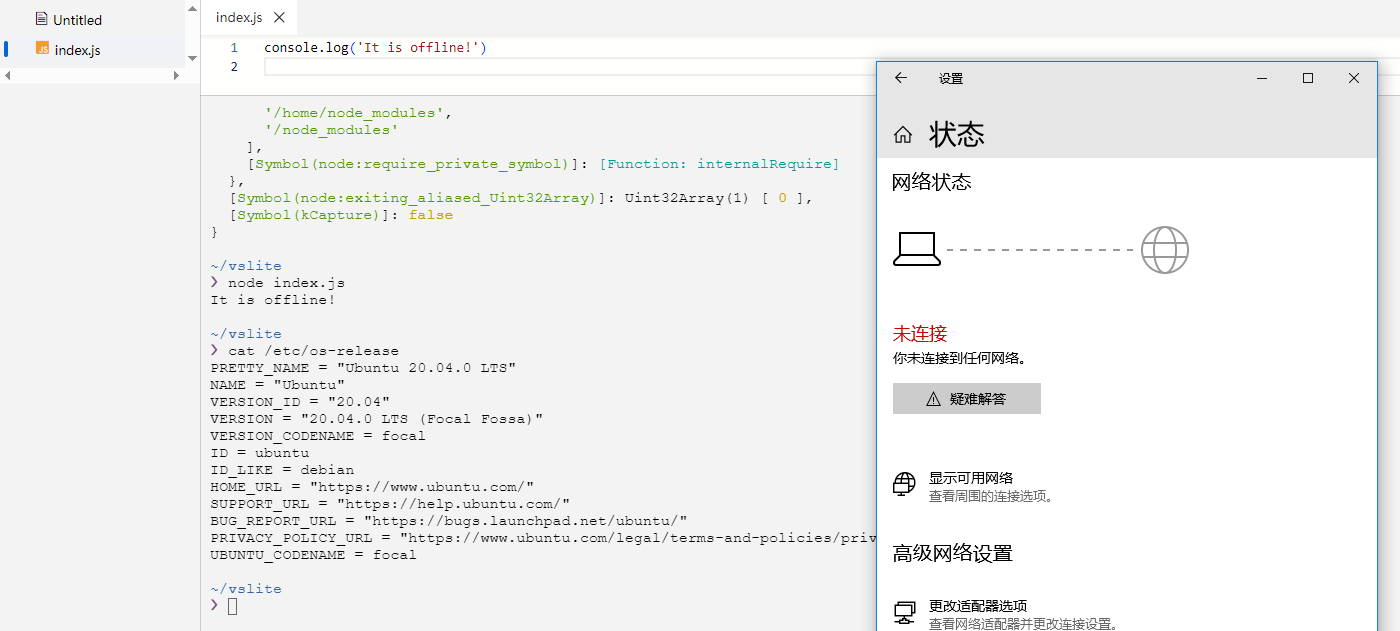 Untitled
JS index.js
index.js
1 console.log('It is offline!')
2
'/home/node_modules',
'/node_modules'
],
[Symbol(node:require_private_symbol)]: [Function: internalRequire]
},
[Symbol(node:exiting_aliased_Uint32Array)]: Uint32Array(1) [ 0 ],
[Symbol(kCapture)]: false
}
~/vslite
❯ node index.js
It is offline!
~/vslite
❯ cat /etc/os-release
PRETTY_NAME = "Ubuntu 20.04.0 LTS"
NAME = "Ubuntu"
VERSION_ID = "20.04"
VERSION = "20.04.0 LTS (Focal Fossa)"
VERSION_CODENAME = focal
ID = ubuntu
ID_LIKE = debian
HOME_URL = "https://www.ubuntu.com/"
SUPPORT_URL = "https://help.ubuntu.com/"
BUG_REPORT_URL = "https://bugs.launchpad.net/ubuntu/"
PRIVACY_POLICY_URL = "https://www.ubuntu.com/legal/terms-and-policies/priv
UBUNTU_CODENAME = focal
~/vslite
❯
设置
状态
网络状态
未连接
你未连接到任何网络。
疑难解答
显示可用网络
查看周围的连接选项。
高级网络设置
更改适配器选项
查看网络适配器并更改连接设置。